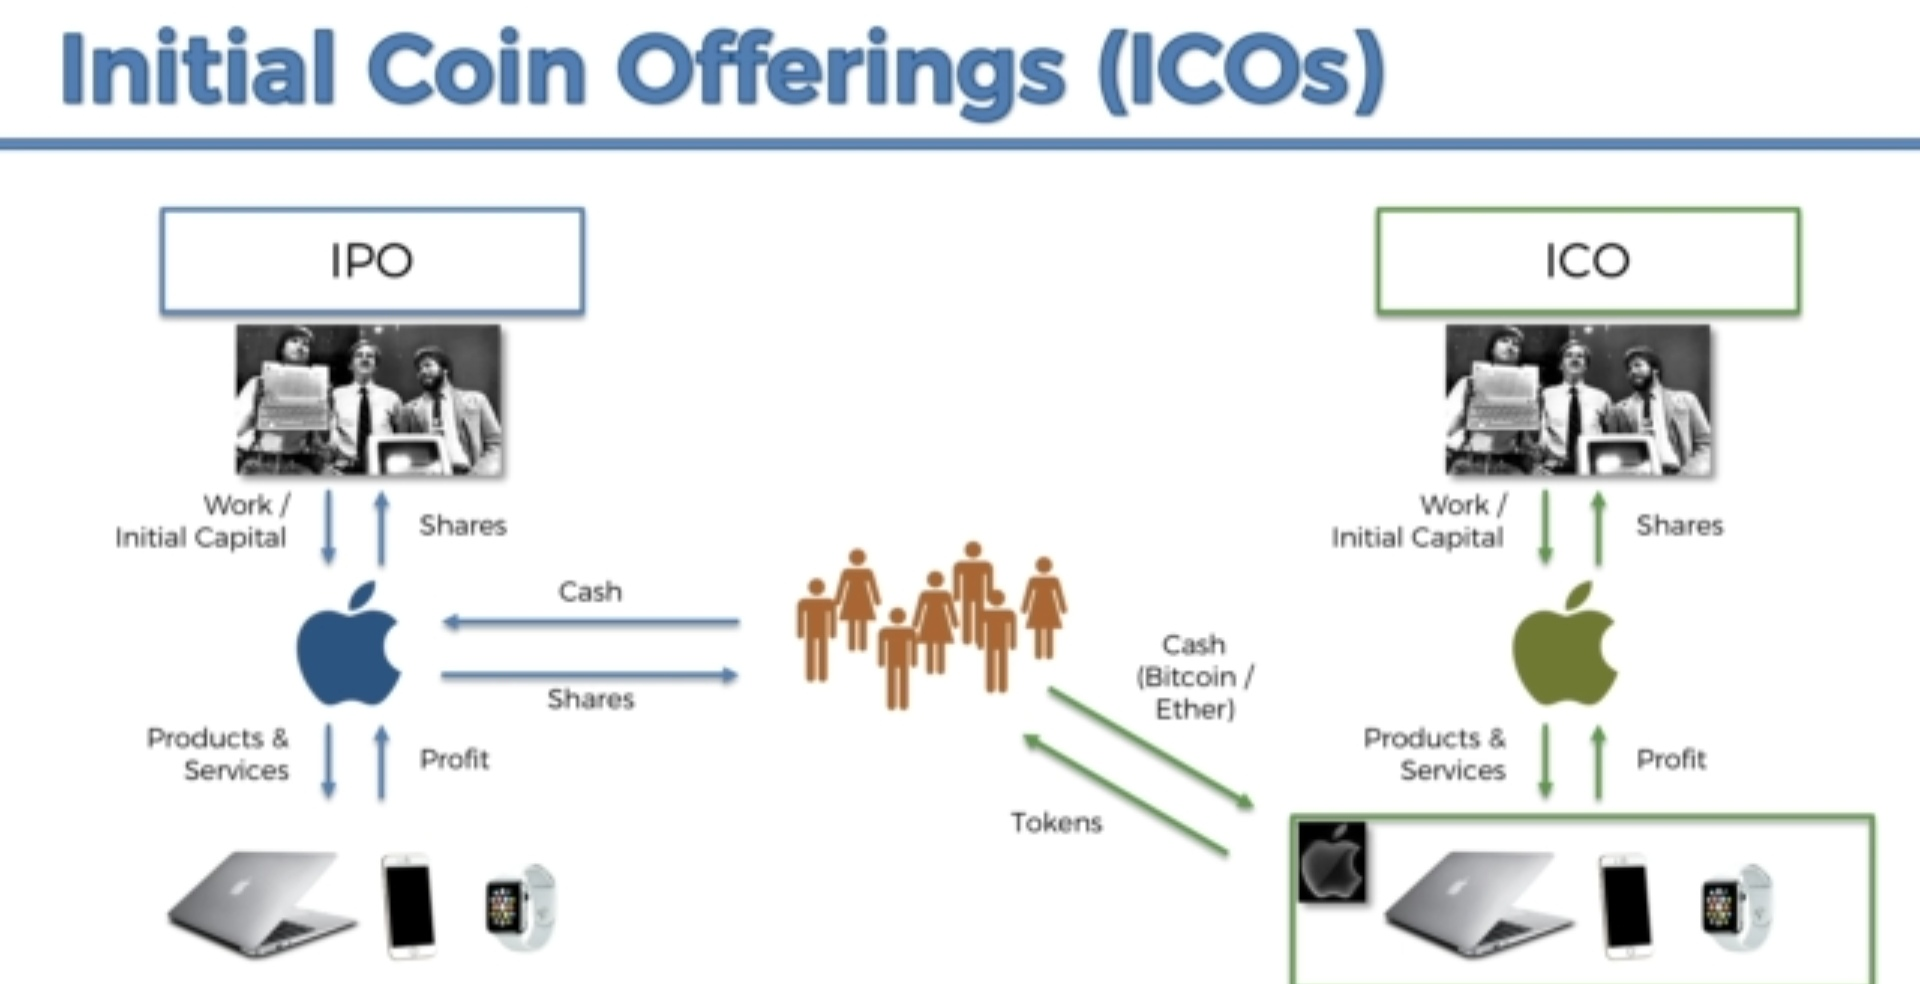 Initial Coin Offerings (ICOs)
IPO
Work /
Initial Capital
Shares
Cash
Shares
Products &
Services
Profit
ICO
Work /
Initial Capital
Shares
Cash
(Bitcoin /
Ether)
Tokens
Products &
Services
Profit